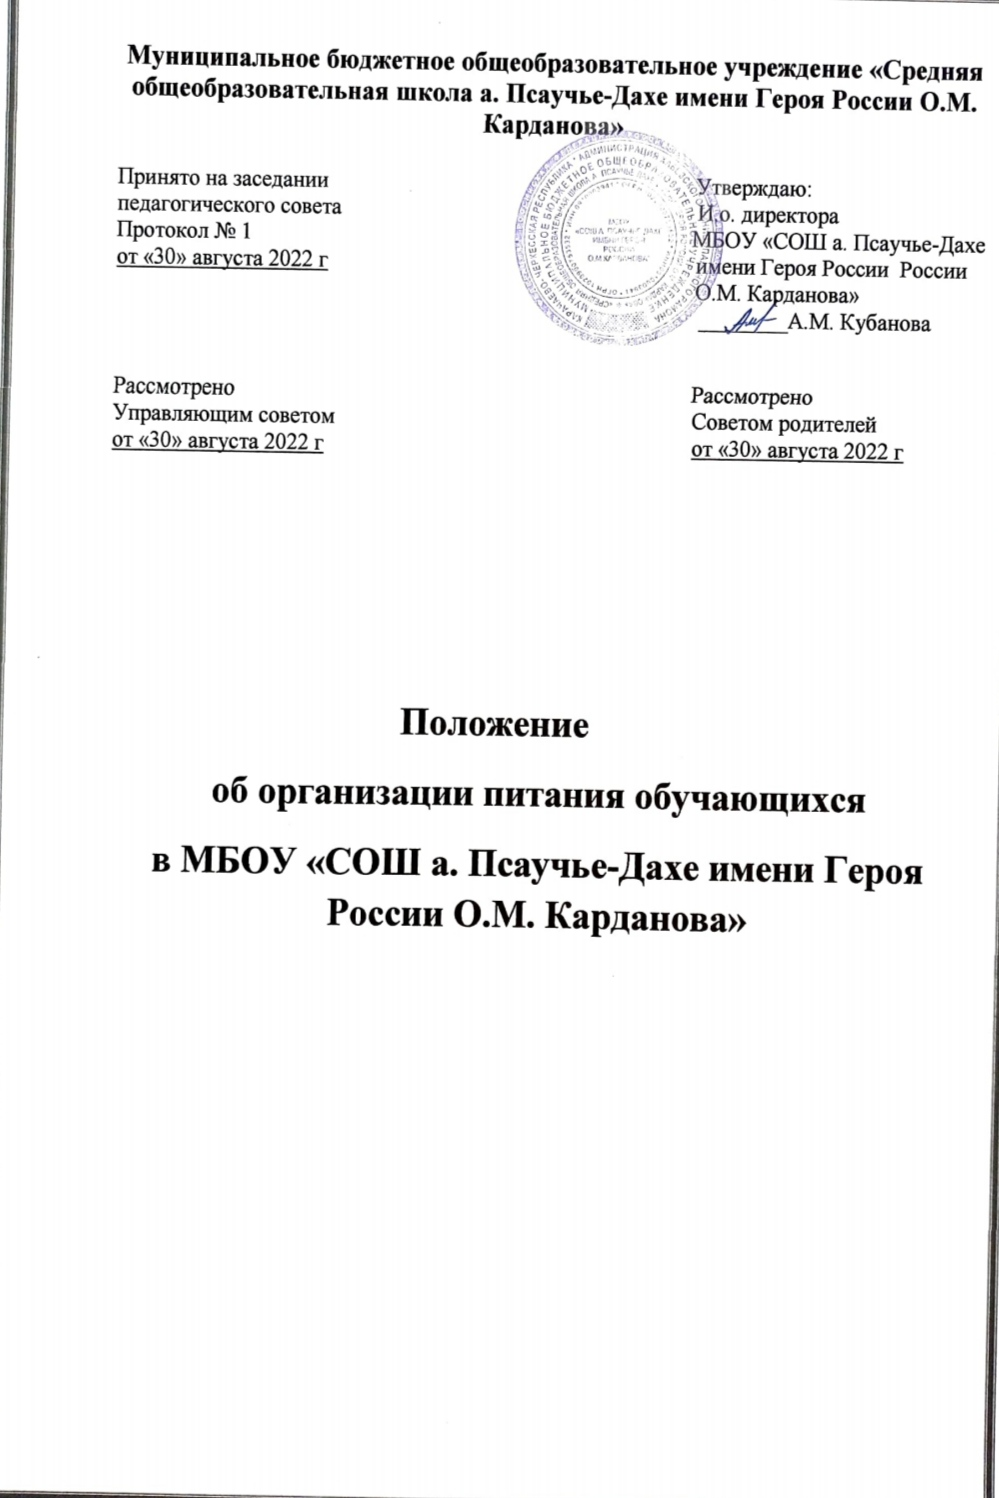 Муниципальное бюджетное общеобразовательное учреждение «Средняя
общеобразовательная школа а. Псаучье-Дахе имени Героя России О.М.
Карданова»
Принято на заседании
педагогического совета
Протокол № 1
от «30» августа 2022 г
Утверждаю:
И.о. директора
МБОУ «СОШ а. Псаучье-Дахе
имени Героя России России
О.М. Карданова»
А.М. Кубанова
Рассмотрено
Управляющим советом
от «30» августа 2022 г
Рассмотрено
Советом родителей
от «30» августа 2022 г
Положение
об организации питания обучающихся
в МБОУ «СОШ а. Псаучье-Дахе имени Героя
России О.М. Карданова»